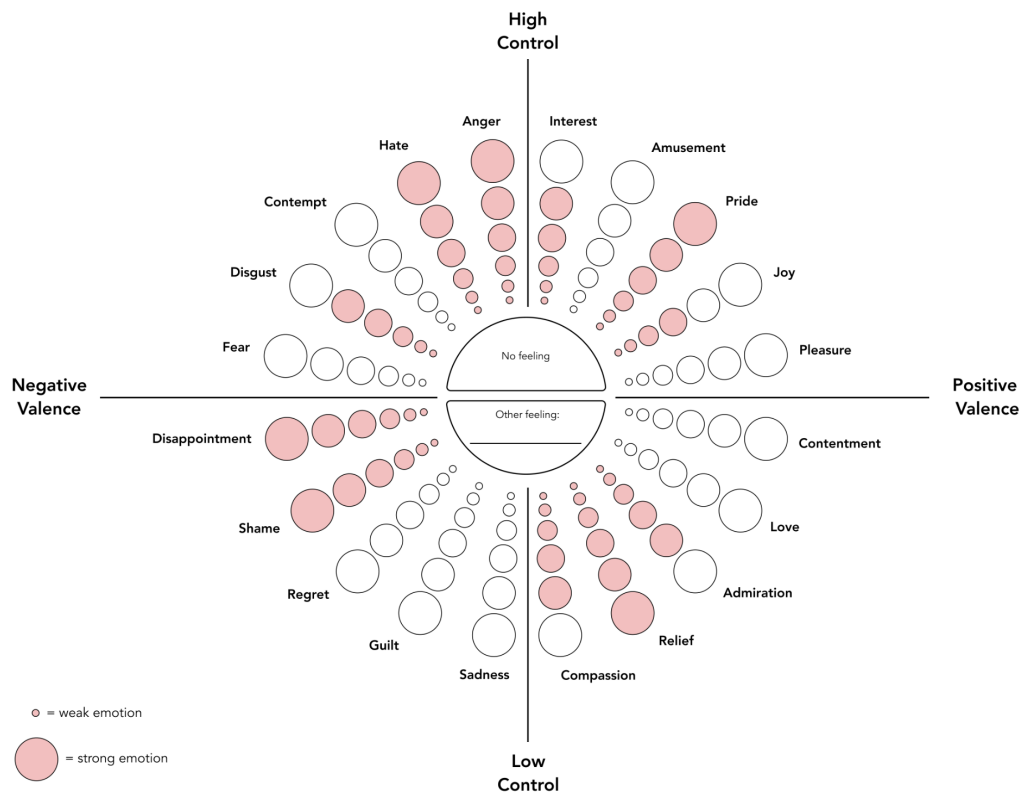 High
Control
Anger
Interest
Hate
Amusement
Contempt
Pride
Disgust
Joy
Fear
Pleasure
No feeling
Negative
Valence
Positive
Valence
Other feeling:
Disappointment
Contentment
Shame
Love
Regret
Admiration
Guilt
Relief
Sadness
Compassion
= weak emotion
= strong emotion
Low
Control